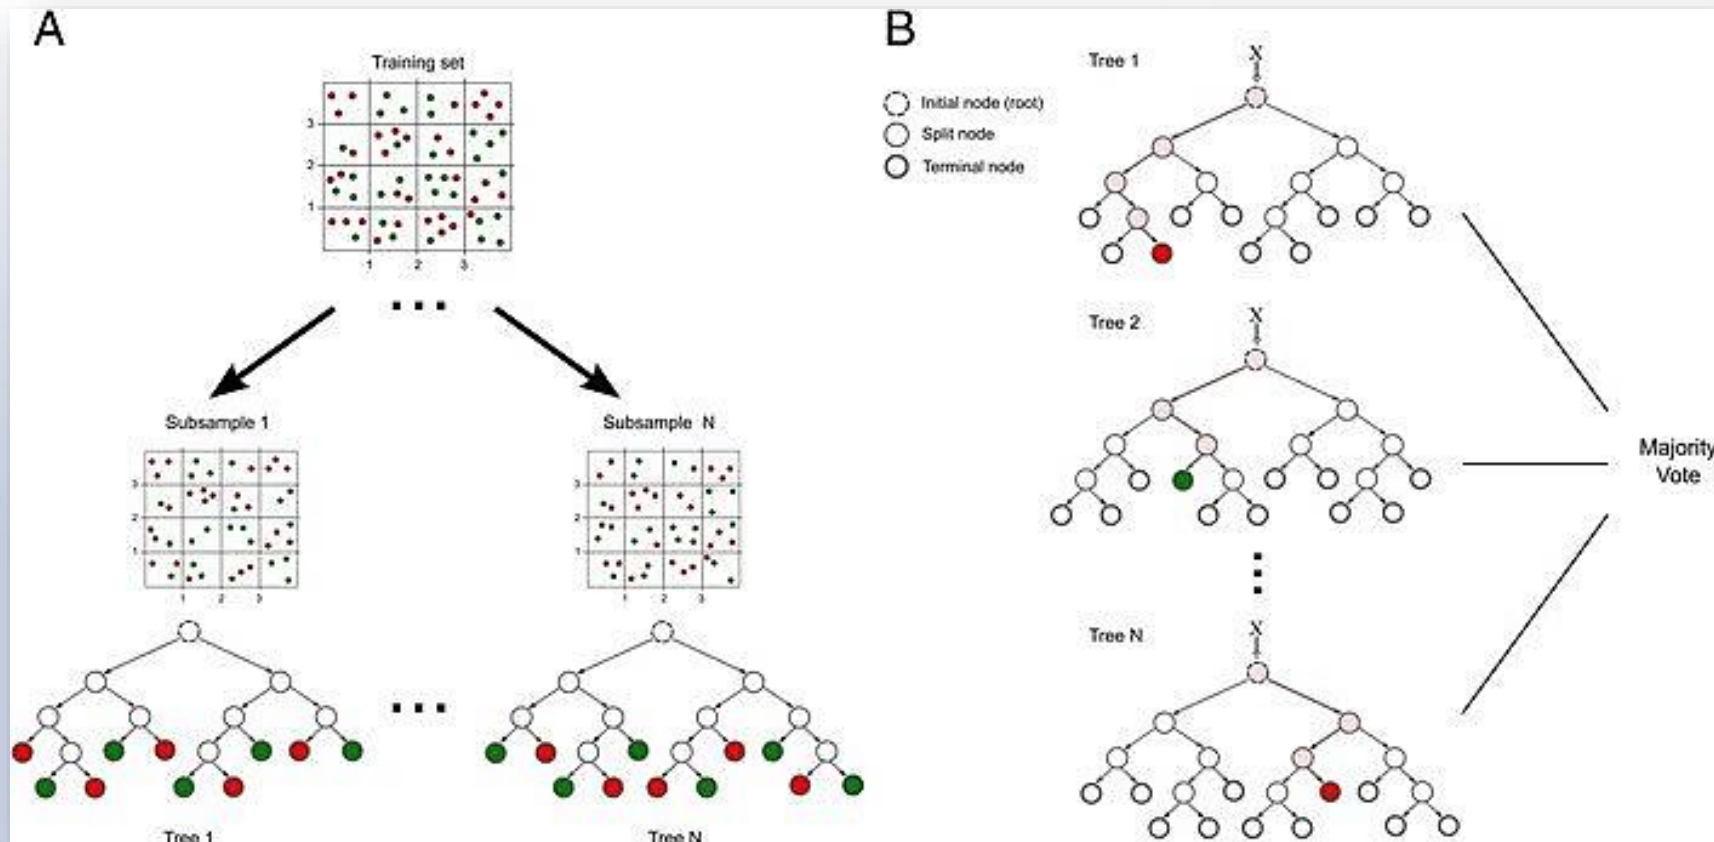 A
Training set
3
2
1
1 2 3
Subsample 1
Subsample N
3
2
1
1 2 3
3
2
1
1 2 3
Tree 1
Tree N
B
Initial node (root)
Split node
Terminal node
Tree 1
X
Tree 2
X
Tree N
X
Majority
Vote